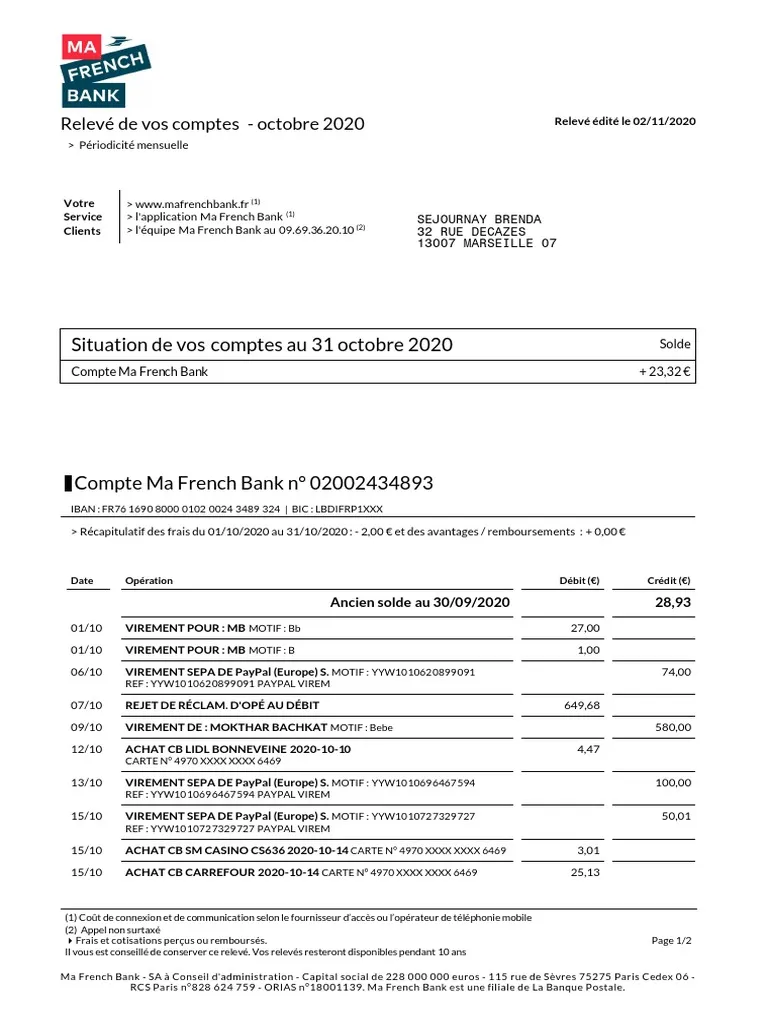 MA
FRENCH
BANK
Relevé de vos comptes - octobre 2020
Relevé édité le 02/11/2020
> Périodicité mensuelle
Votre
Service
Clients
> www.mafrenchbank.fr (1)
> l'application Ma French Bank (1)
> l'équipe Ma French Bank au 09.69.36.20.10 (2)
SEJOURNAY BRENDA
32 RUE DECAZES
13007 MARSEILLE 07
Situation de vos comptes au 31 octobre 2020 Solde
Compte Ma French Bank + 23,32 €
Compte Ma French Bank n° 02002434893
IBAN : FR76 1690 8000 0102 0024 3489 324 | BIC : LBDIFRP1XXX
> Récapitulatif des frais du 01/10/2020 au 31/10/2020 : - 2,00 € et des avantages / remboursements : + 0,00 €
Date Opération Débit (€) Crédit (€)
Ancien solde au 30/09/2020 28,93
01/10 VIREMENT POUR : MB MOTIF : Bb 27,00
01/10 VIREMENT POUR : MB MOTIF : B 1,00
06/10 VIREMENT SEPA DE PayPal (Europe) S. MOTIF : YYW1010620899091 74,00
REF : YYW1010620899091 PAYPAL VIREM
07/10 REJET DE RÉCLAM. D'OPÉ AU DÉBIT 649,68
09/10 VIREMENT DE : MOKTHAR BACHKAT MOTIF : Bebe 580,00
12/10 ACHAT CB LIDL BONNEVEINE 2020-10-10 4,47
CARTE N° 4970 XXXX XXXX 6469
13/10 VIREMENT SEPA DE PayPal (Europe) S. MOTIF : YYW1010696467594 100,00
REF : YYW1010696467594 PAYPAL VIREM
15/10 VIREMENT SEPA DE PayPal (Europe) S. MOTIF : YYW1010727329727 50,01
REF : YYW1010727329727 PAYPAL VIREM
15/10 ACHAT CB SM CASINO CS636 2020-10-14 CARTE N° 4970 XXXX XXXX 6469 3,01
15/10 ACHAT CB CARREFOUR 2020-10-14 CARTE N° 4970 XXXX XXXX 6469 25,13
(1) Coût de connexion et de communication selon le fournisseur d'accès ou l'opérateur de téléphonie mobile
(2) Appel non surtaxé
Frais et cotisations perçus ou remboursés.
Page 1/2
Il vous est conseillé de conserver ce relevé. Vos relevés resteront disponibles pendant 10 ans
Ma French Bank - SA à Conseil d'administration - Capital social de 228 000 000 euros - 115 rue de Sèvres 75275 Paris Cedex 06 -
RCS Paris n°828 624 759 - ORIAS n°18001139. Ma French Bank est une filiale de La Banque Postale.